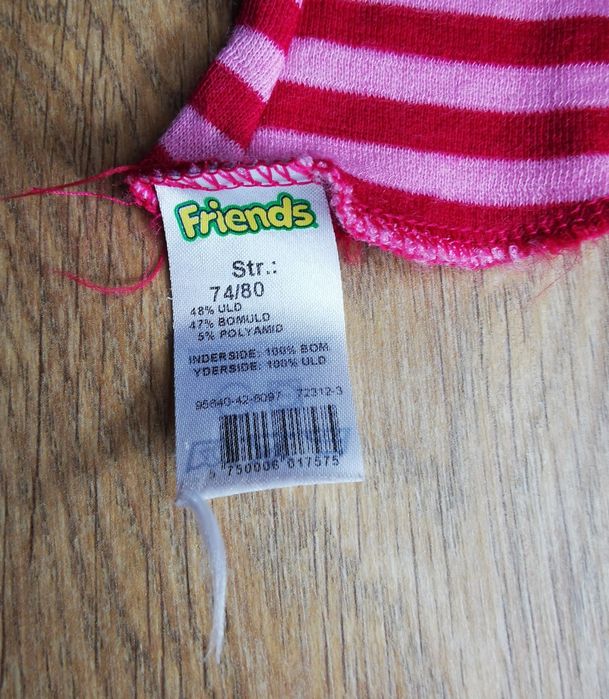 Friends
Str.:
74/80
48% ULD
47% BOMULD
5% POLYAMID
INDERSIDE: 100% BOM.
YDERSIDE: 100% ULD
95640-42-6097 72312-3
5 750006 017575